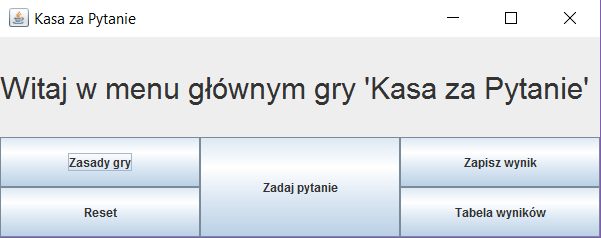 Kasa za Pytanie
Witaj w menu głównym gry 'Kasa za Pytanie'
Zasady gry
Zadaj pytanie
Zapisz wynik
Reset
Tabela wyników